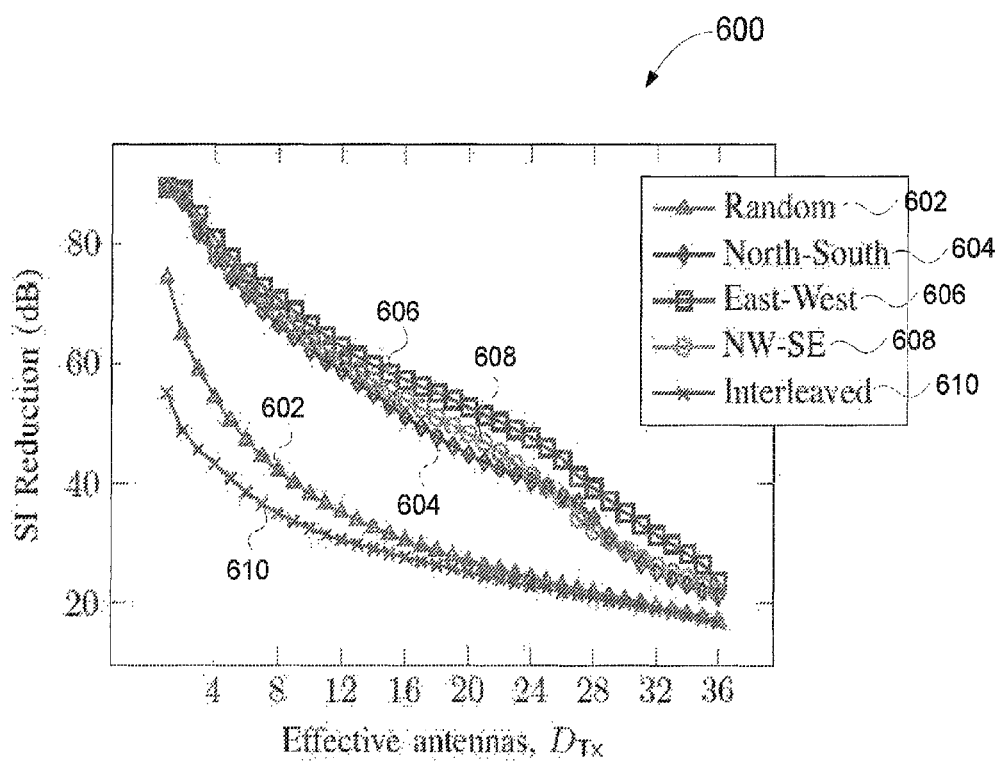 600
Random 602
North-South 604
East-West 606
NW-SE 608
Interleaved 610
80
60
40
20
SI Reduction (dB)
606
608
602
604
610
4 8 12 16 20 24 28 32 36
Effective antennas, D_Tx